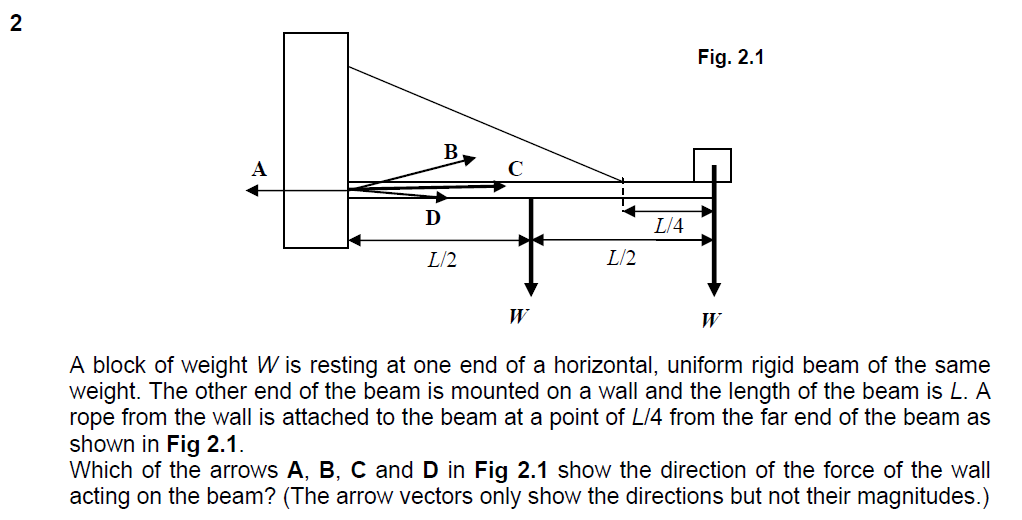 2
Fig. 2.1
B
A
C
D
L/4
L/2
L/2
W
W
A block of weight W is resting at one end of a horizontal, uniform rigid beam of the same
weight. The other end of the beam is mounted on a wall and the length of the beam is L. A
rope from the wall is attached to the beam at a point of L/4 from the far end of the beam as
shown in Fig 2.1.
Which of the arrows A, B, C and D in Fig 2.1 show the direction of the force of the wall
acting on the beam? (The arrow vectors only show the directions but not their magnitudes.)